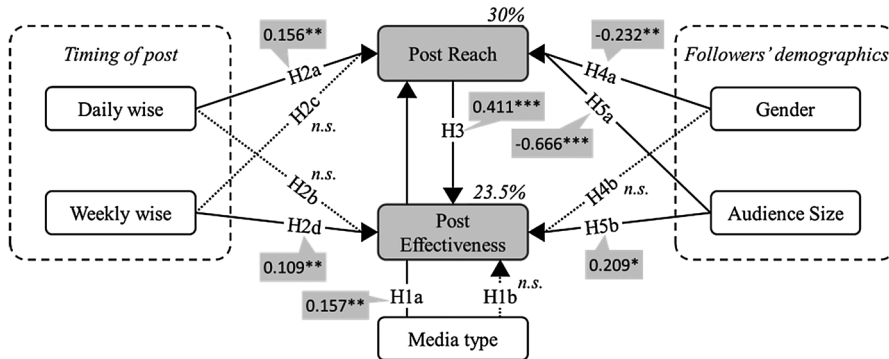 30%
0.156**
-0.232**
Timing of post
Post Reach
Followers' demographics
H2a
H4a
Daily wise
H2c
H5a
Gender
n.s.
0.411***
H3
-0.666***
n.s.
H2b
H4b
n.s.
23.5%
Weekly wise
Post
Effectiveness
Audience Size
H2d
H5b
0.109**
0.209*
n.s.
0.157**
H1a
H1b
Media type